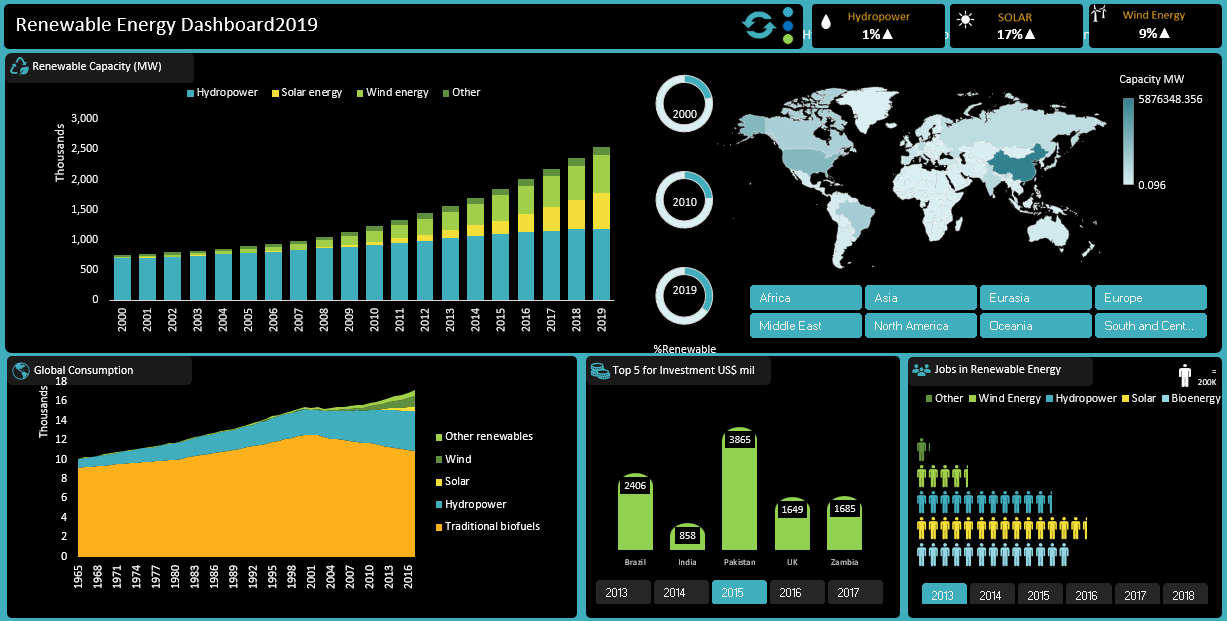 Renewable Energy Dashboard2019
Hydropower
1%▲
SOLAR
17%▲
Wind Energy
9%▲
Renewable Capacity (MW)
Hydropower Solar energy Wind energy Other
Thousands
3,000
2,500
2,000
1,500
1,000
500
0
2000 2001 2002 2003 2004 2005 2006 2007 2008 2009 2010 2011 2012 2013 2014 2015 2016 2017 2018 2019
2000
2010
2019
%Renewable
Capacity MW
5876348.356
0.096
Africa Asia Eurasia Europe
Middle East North America Oceania South and Cent...
Global Consumption
Thousands
18
16
14
12
10
8
6
4
2
0
1965 1968 1971 1974 1977 1980 1983 1986 1989 1992 1995 1998 2001 2004 2007 2010 2013 2016
Other renewables
Wind
Solar
Hydropower
Traditional biofuels
Top 5 for Investment US$ mil
2406 858 3865 1649 1685
Brazil India Pakistan UK Zambia
2013 2014 2015 2016 2017
Jobs in Renewable Energy
=
200K
Other Wind Energy Hydropower Solar Bioenergy
2013 2014 2015 2016 2017 2018